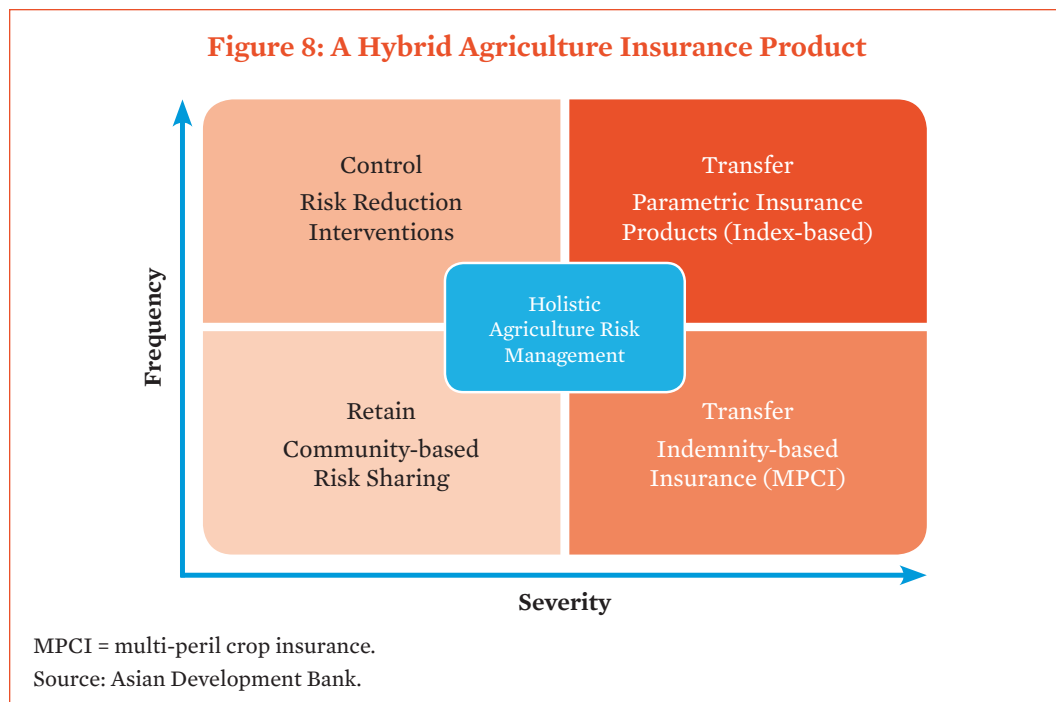 Figure 8: A Hybrid Agriculture Insurance Product
Frequency
Control
Risk Reduction
Interventions
Transfer
Parametric Insurance
Products (Index-based)
Holistic
Agriculture Risk
Management
Retain
Community-based
Risk Sharing
Transfer
Indemnity-based
Insurance (MPCI)
Severity
MPCI = multi-peril crop insurance.
Source: Asian Development Bank.